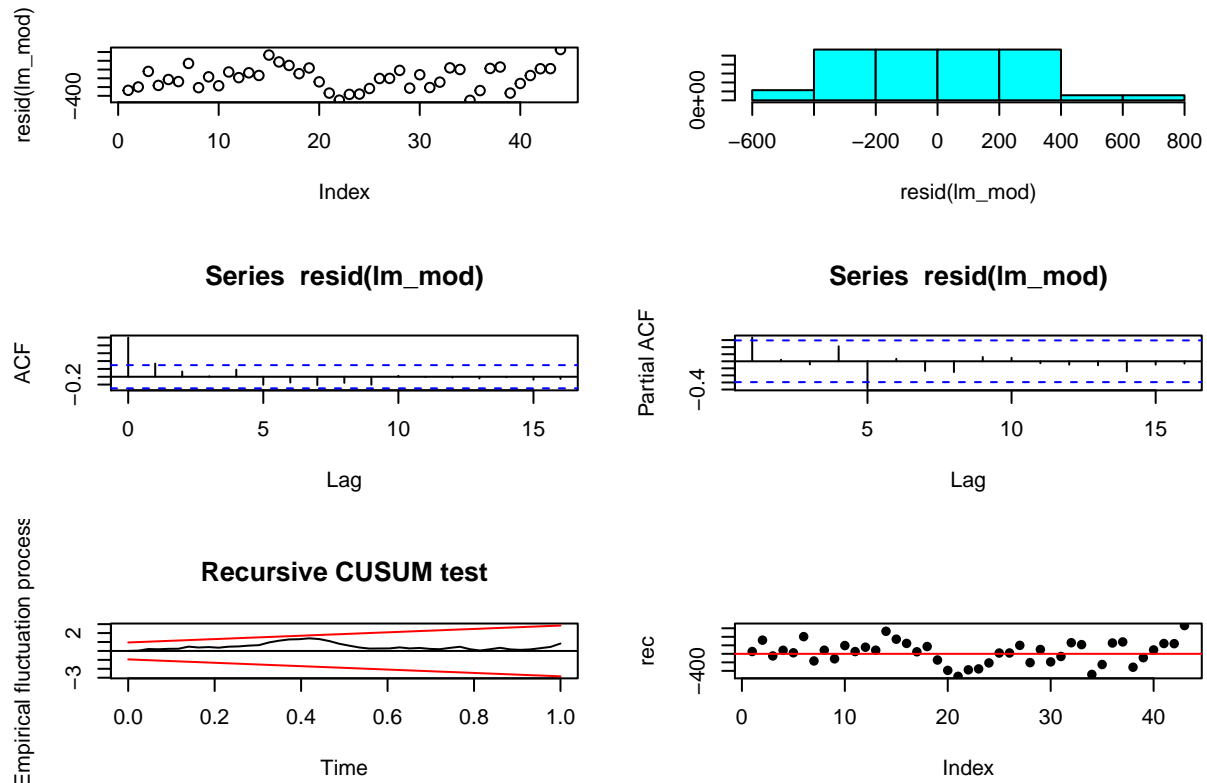 resid(lm_mod)
−400
0 10 20 30 40
Index
0e+00
−600 −200 0 200 400 600 800
resid(lm_mod)
Series resid(lm_mod)
ACF
−0.2
0 5 10 15
Lag
Series resid(lm_mod)
Partial ACF
−0.4
5 10 15
Lag
Recursive CUSUM test
Empirical fluctuation process
2
−3
0.0 0.2 0.4 0.6 0.8 1.0
Time
rec
−400
0 10 20 30 40
Index